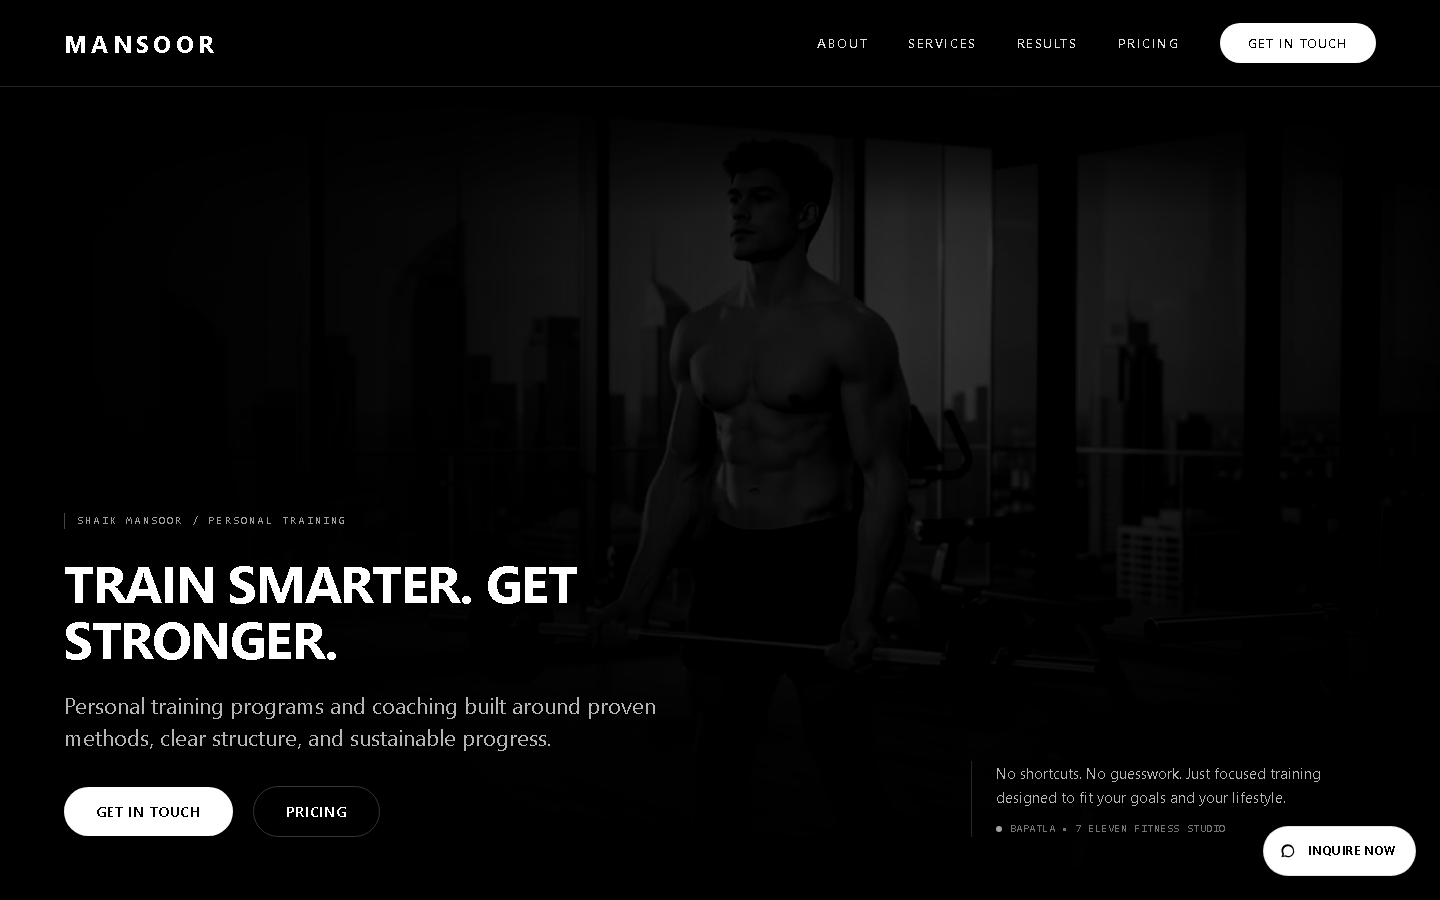 MANSOOR
ABOUT
SERVICES
RESULTS
PRICING
GET IN TOUCH
SHAIK MANSOOR / PERSONAL TRAINING
TRAIN SMARTER. GET
STRONGER.
Personal training programs and coaching built around proven
methods, clear structure, and sustainable progress.
GET IN TOUCH
PRICING
No shortcuts. No guesswork. Just focused training
designed to fit your goals and your lifestyle.
BAPATLA • 7 ELEVEN FITNESS STUDIO
INQUIRE NOW